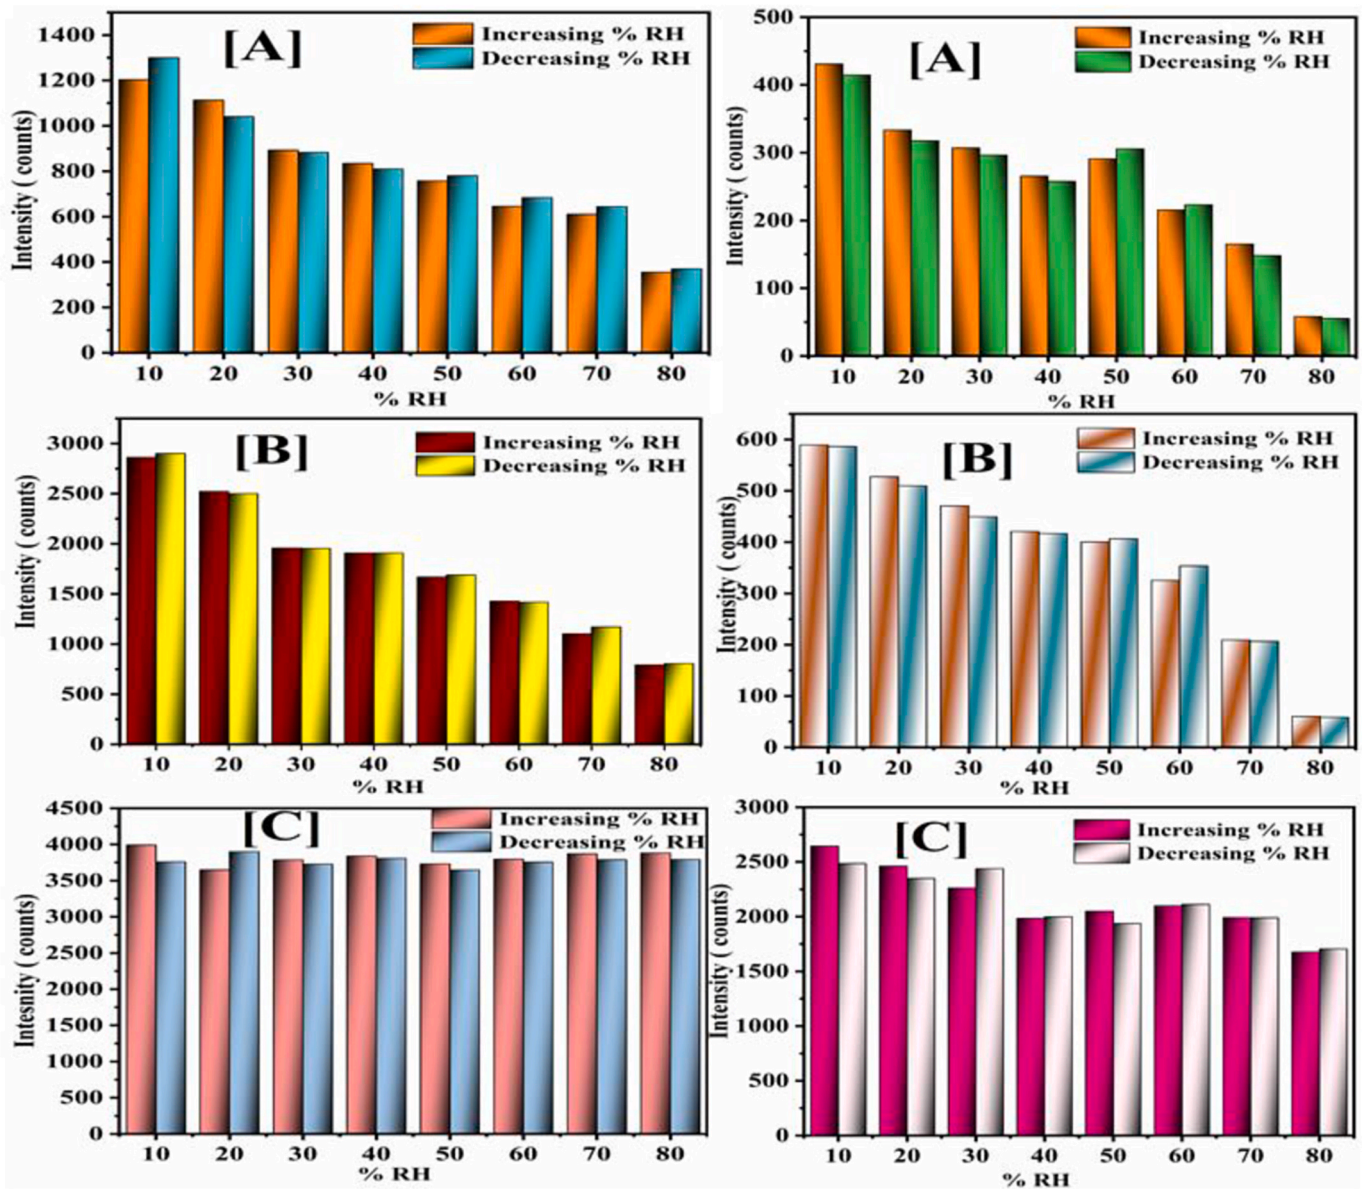 [A]
Increasing % RH
Decreasing % RH
1400
1200
1000
800
600
400
200
0
Intensity ( counts)
10 20 30 40 50 60 70 80
% RH
[A]
Increasing % RH
Decreasing % RH
500
400
300
200
100
0
Intensity ( counts)
10 20 30 40 50 60 70 80
% RH
[B]
Increasing % RH
Decreasing % RH
3000
2500
2000
1500
1000
500
0
Intensity ( counts)
10 20 30 40 50 60 70 80
% RH
[B]
Increasing % RH
Decreasing % RH
600
500
400
300
200
100
0
Intensity ( counts)
10 20 30 40 50 60 70 80
% RH
[C]
Increasing % RH
Decreasing % RH
4500
4000
3500
3000
2500
2000
1500
1000
500
0
Intesnity ( counts)
10 20 30 40 50 60 70 80
% RH
[C]
Increasing % RH
Decreasing % RH
3000
2500
2000
1500
1000
500
0
Intensity ( counts)
10 20 30 40 50 60 70 80
% RH